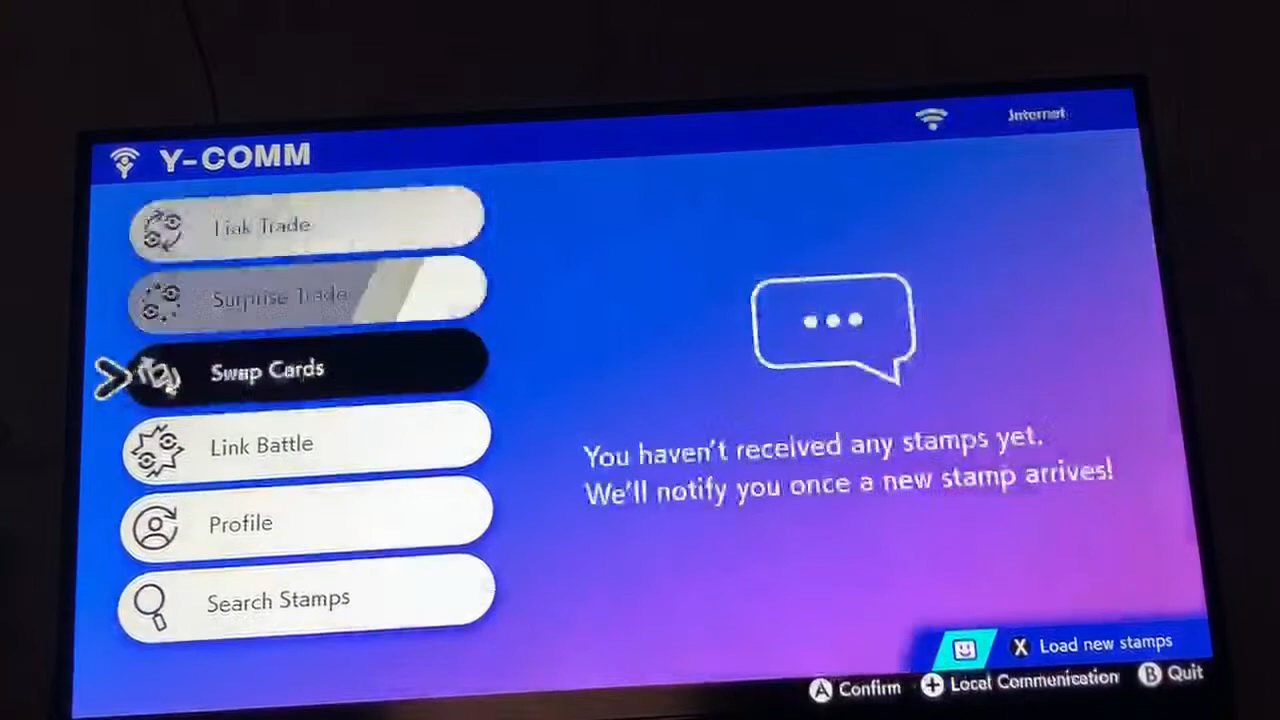 Y-COMM
Internet
Link Trade
Surprise Trade
Swap Cards
Link Battle
Profile
Search Stamps
You haven't received any stamps yet.
We'll notify you once a new stamp arrives!
X Load new stamps
A Confirm + Local Communication B Quit